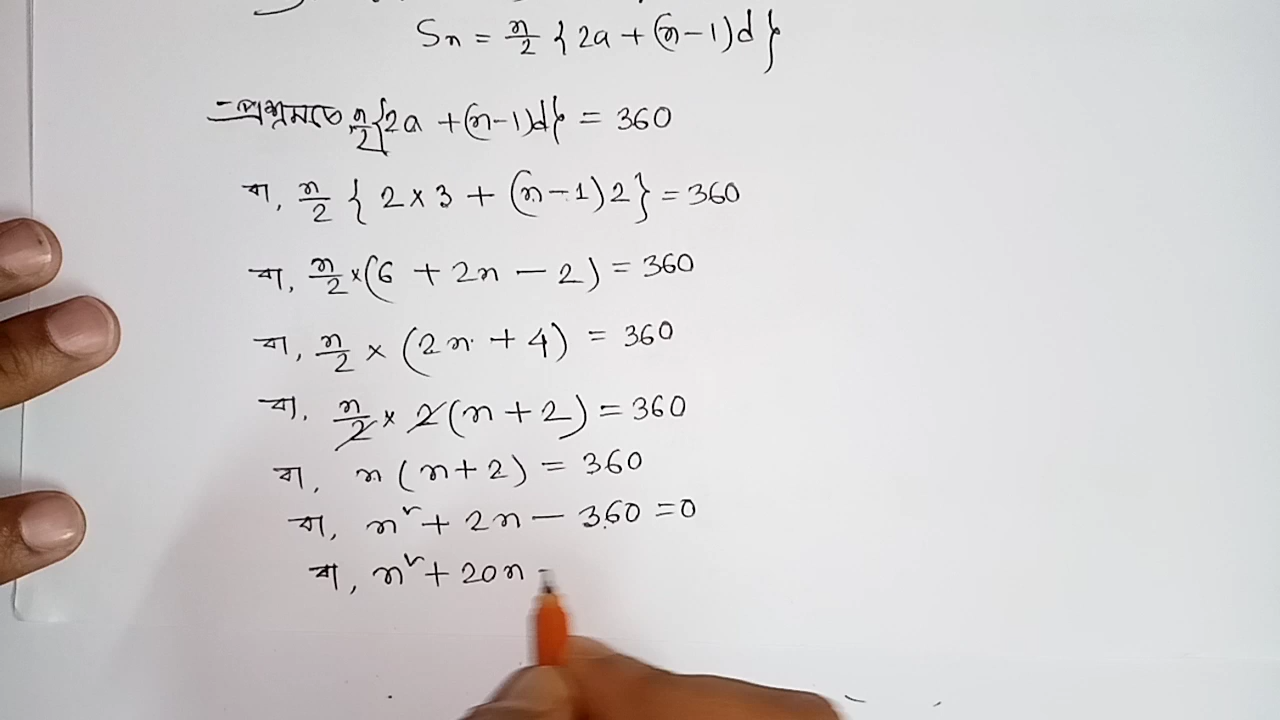 Sn = n/2 {2a + (n-1)d}
প্রশ্নমতে, n/2 {2a + (n-1)d} = 360
বা, n/2 { 2 × 3 + (n-1)2} = 360
বা, n/2 × (6 + 2n - 2) = 360
বা, n/2 × (2n + 4) = 360
বা, n/2 × 2(n + 2) = 360
বা, n(n+2) = 360
বা, n² + 2n - 360 = 0
বা, n² + 20n -